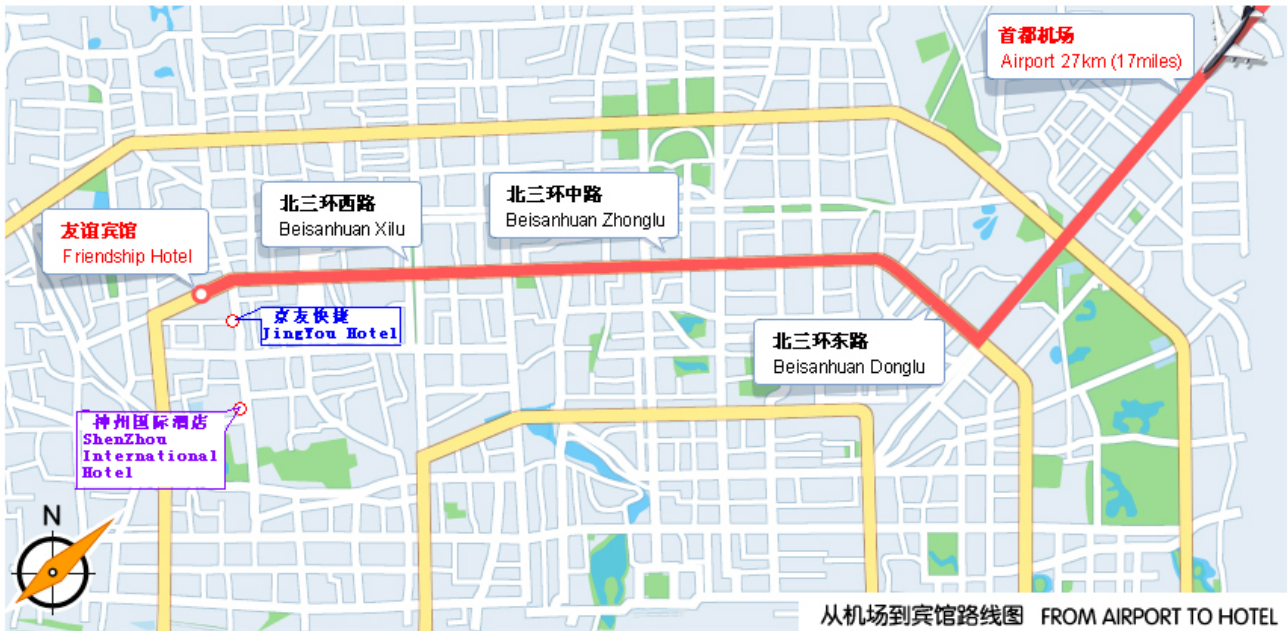 首都机场
Airport 27km (17miles)
北三环中路
Beisanhuan Zhonglu
北三环西路
Beisanhuan Xilu
友谊宾馆
Friendship Hotel
京友快捷
JingYou Hotel
北三环东路
Beisanhuan Donglu
神州国际酒店
ShenZhou
International
Hotel
N
从机场到宾馆路线图 FROM AIRPORT TO HOTEL